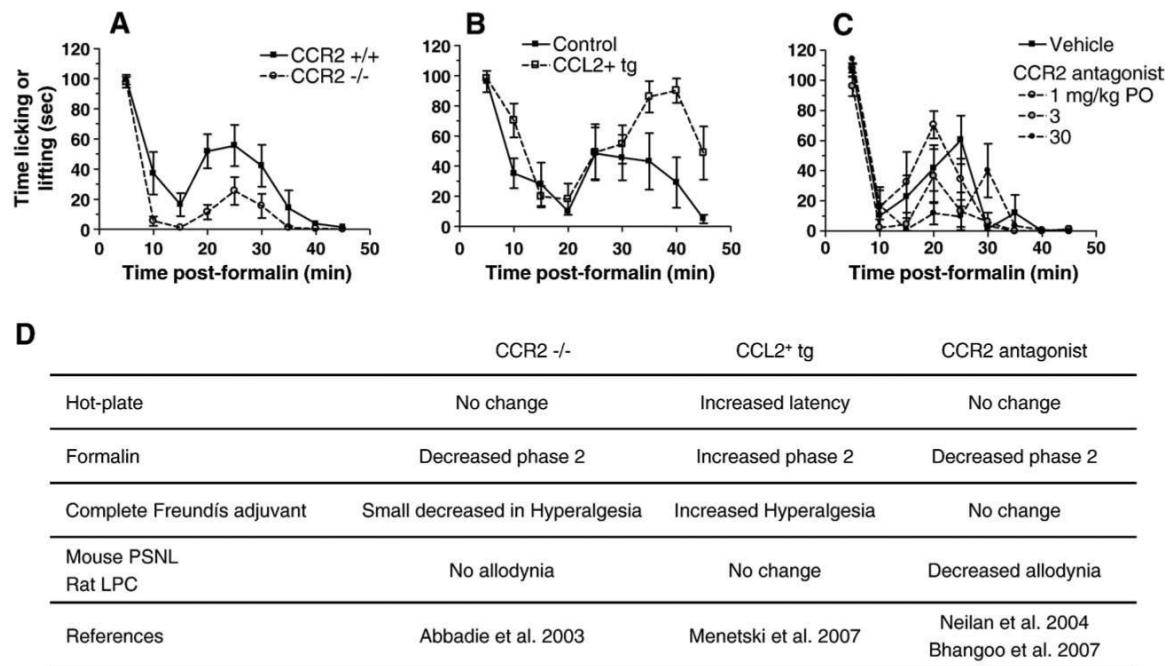 A
B
C
CCR2 +/+
CCR2 -/-
Control
CCL2+ tg
Vehicle
CCR2 antagonist:
1 mg/kg PO
3
30
Time licking or
lifting (sec)
120
100
80
60
40
20
0
0 10 20 30 40 50
Time post-formalin (min)
120
100
80
60
40
20
0
0 10 20 30 40 50
Time post-formalin (min)
120
100
80
60
40
20
0
0 10 20 30 40 50
Time post-formalin (min)
D
CCR2 -/- CCL2+ tg CCR2 antagonist
Hot-plate No change Increased latency No change
Formalin Decreased phase 2 Increased phase 2 Decreased phase 2
Complete Freundís adjuvant Small decreased in Hyperalgesia Increased Hyperalgesia No change
Mouse PSNL
Rat LPC No allodynia No change Decreased allodynia
References Abbadie et al. 2003 Menetski et al. 2007 Neilan et al. 2004
Bhangoo et al. 2007